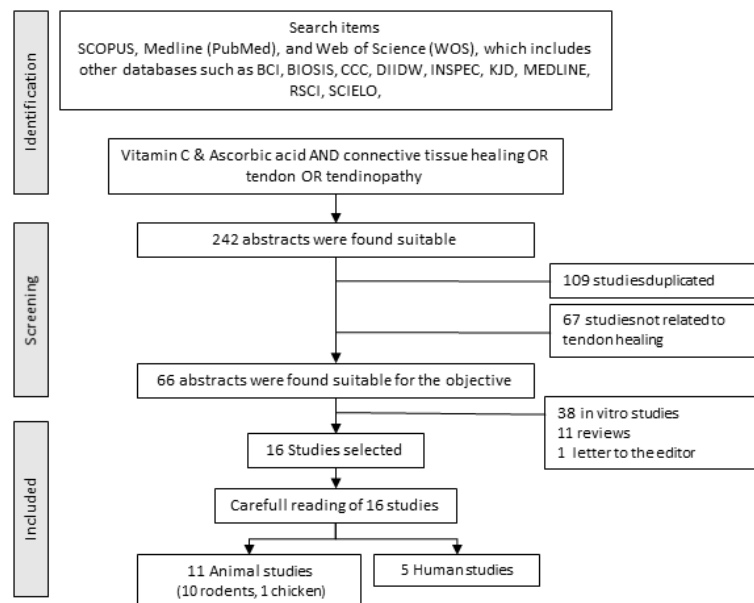 Identification
Search items
SCOPUS, Medline (PubMed), and Web of Science (WOS), which includes
other databases such as BCI, BIOSIS, CCC, DIIDW, INSPEC, KJD, MEDLINE,
RSCI, SCIELO,
Vitamin C & Ascorbic acid AND connective tissue healing OR
tendon OR tendinopathy
Screening
242 abstracts were found suitable
109 studiesduplicated
67 studiesnot related to
tendon healing
66 abstracts were found suitable for the objective
38 in vitro studies
11 reviews
1 letter to the editor
Included
16 Studies selected
Carefull reading of 16 studies
11 Animal studies
(10 rodents, 1 chicken)
5 Human studies